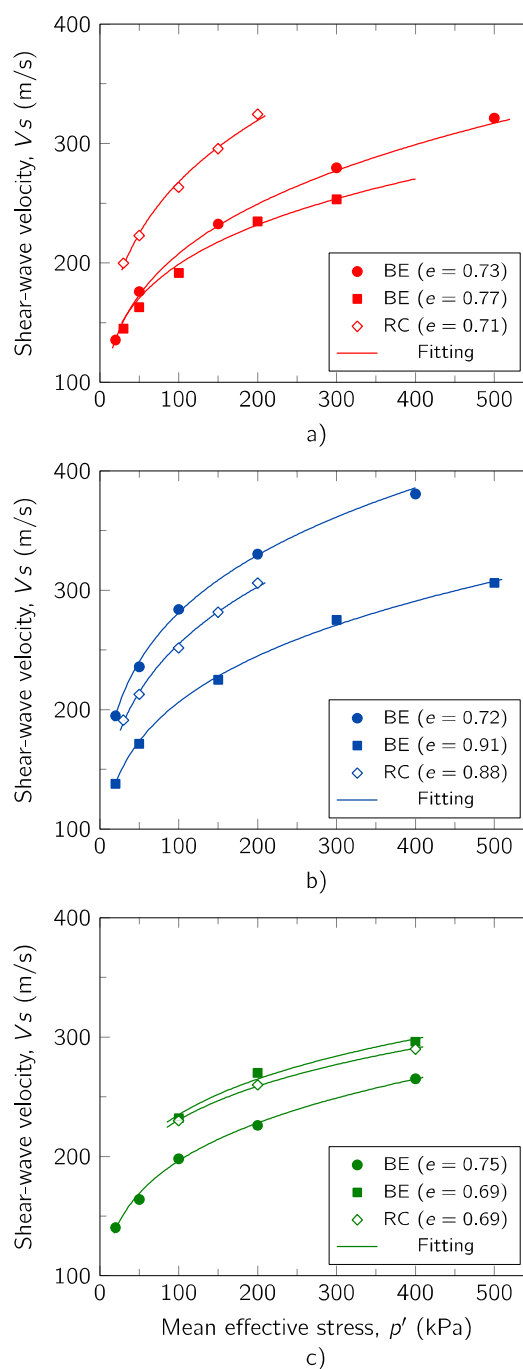 400
300
200
100
Shear-wave velocity, Vs (m/s)
BE (e = 0.73)
BE (e = 0.77)
RC (e = 0.71)
Fitting
0 100 200 300 400 500
a)
400
300
200
100
Shear-wave velocity, Vs (m/s)
BE (e = 0.72)
BE (e = 0.91)
RC (e = 0.88)
Fitting
0 100 200 300 400 500
b)
400
300
200
100
Shear-wave velocity, Vs (m/s)
BE (e = 0.75)
BE (e = 0.69)
RC (e = 0.69)
Fitting
0 100 200 300 400 500
Mean effective stress, p′ (kPa)
c)